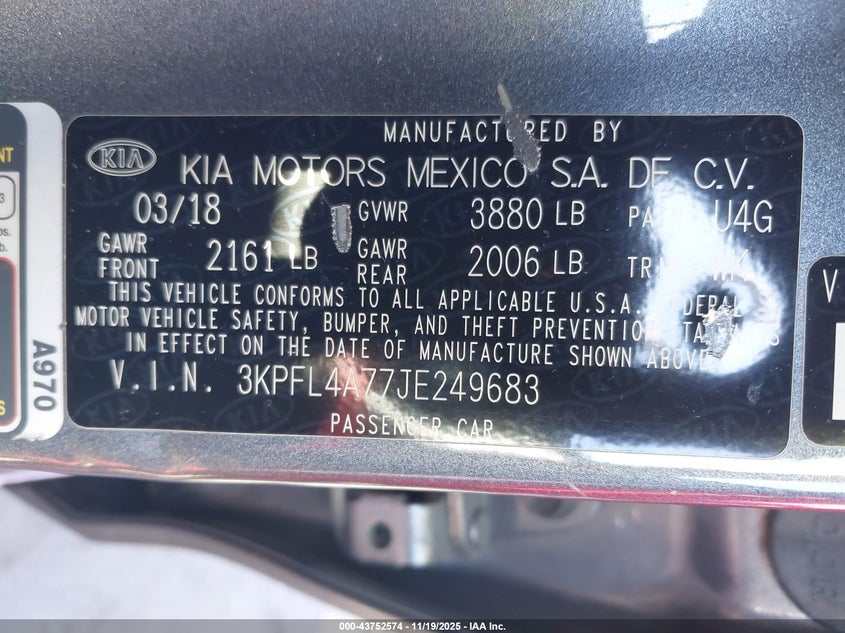 MANUFACTURED BY
KIA
KIA MOTORS MEXICO S.A. DE C.V.
03/18 GVWR 3880 LB U4G
GAWR FRONT 2161 LB GAWR REAR 2006 LB
THIS VEHICLE CONFORMS TO ALL APPLICABLE U.S.A. FEDERAL
MOTOR VEHICLE SAFETY, BUMPER, AND THEFT PREVENTION
IN EFFECT ON THE DATE OF MANUFACTURE SHOWN ABOVE
V.I.N. 3KPFL4A77JE249683
PASSENGER CAR
A970
000-43752574 — 11/19/2025 — IAA Inc.